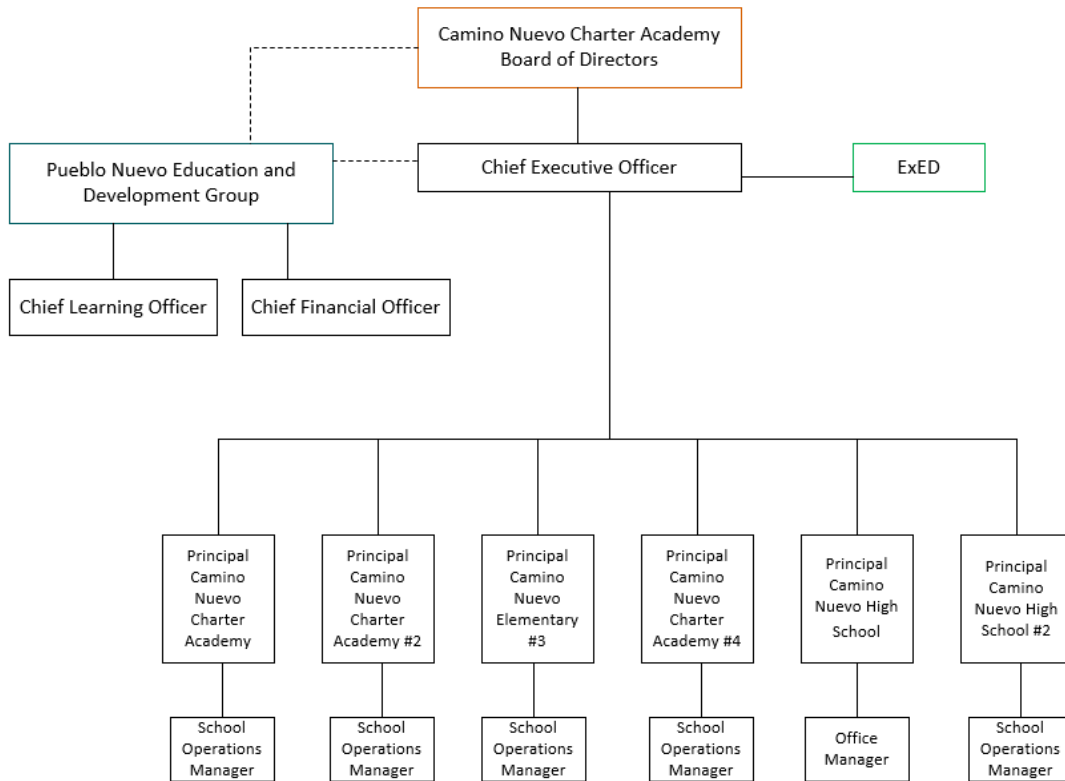 Camino Nuevo Charter Academy
Board of Directors
Pueblo Nuevo Education and
Development Group
Chief Executive Officer
ExED
Chief Learning Officer
Chief Financial Officer
Principal
Camino
Nuevo
Charter
Academy
Principal
Camino
Nuevo
Charter
Academy #2
Principal
Camino
Nuevo
Elementary
#3
Principal
Camino
Nuevo
Charter
Academy #4
Principal
Camino
Nuevo High
School
Principal
Camino
Nuevo High
School #2
School
Operations
Manager
School
Operations
Manager
School
Operations
Manager
School
Operations
Manager
Office
Manager
School
Operations
Manager